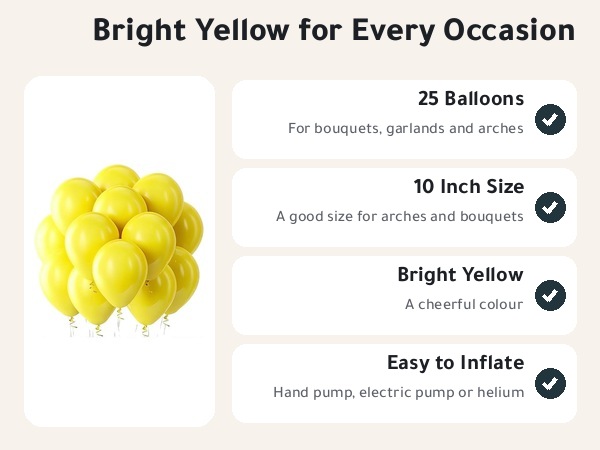 Bright Yellow for Every Occasion
25 Balloons
For bouquets, garlands and arches
10 Inch Size
A good size for arches and bouquets
Bright Yellow
A cheerful colour
Easy to Inflate
Hand pump, electric pump or helium